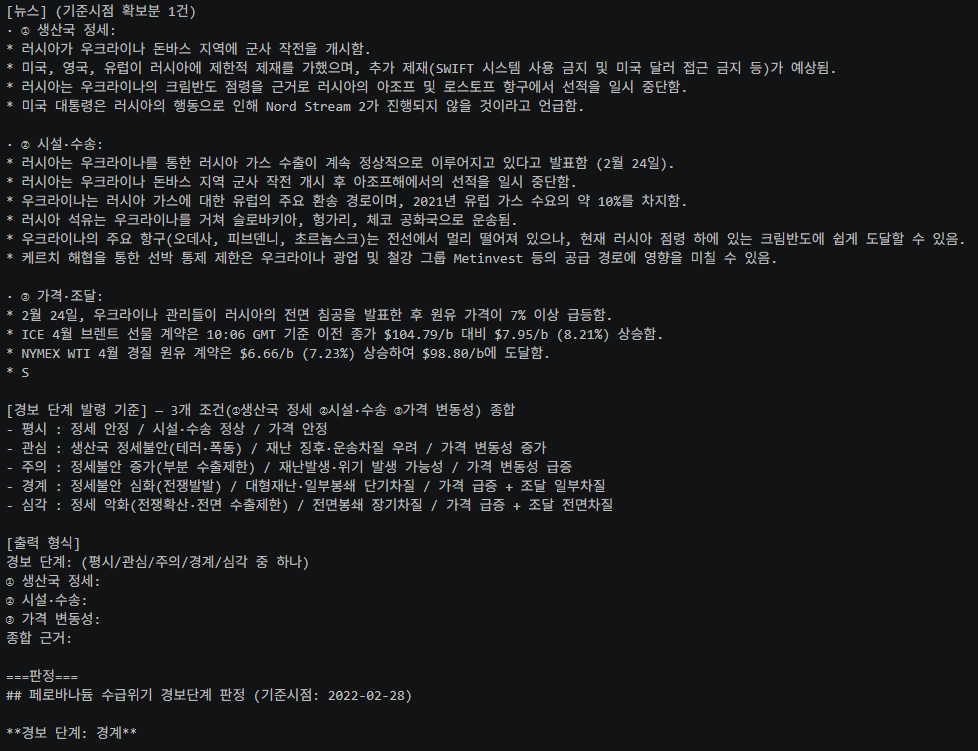 [뉴스] (기준시점 확보분 1건)
· ① 생산국 정세:
* 러시아가 우크라이나 돈바스 지역에 군사 작전을 개시함.
* 미국, 영국, 유럽이 러시아에 제한적 제재를 가했으며, 추가 제재(SWIFT 시스템 사용 금지 및 미국 달러 접근 금지 등)가 예상됨.
* 러시아는 우크라이나의 크림반도 점령을 근거로 러시아의 아조프 및 로스토프 항구에서 선적을 일시 중단함.
* 미국 대통령은 러시아의 행동으로 인해 Nord Stream 2가 진행되지 않을 것이라고 언급함.

· ② 시설·수송:
* 러시아는 우크라이나를 통한 러시아 가스 수출이 계속 정상적으로 이루어지고 있다고 발표함 (2월 24일).
* 러시아는 우크라이나 돈바스 지역 군사 작전 개시 후 아조프해에서의 선적을 일시 중단함.
* 우크라이나는 러시아 가스에 대한 유럽의 주요 환송 경로이며, 2021년 유럽 가스 수요의 약 10%를 차지함.
* 러시아 석유는 우크라이나를 거쳐 슬로바키아, 헝가리, 체코 공화국으로 운송됨.
* 우크라이나의 주요 항구(오데사, 피브덴니, 초르놈스크)는 전선에서 멀리 떨어져 있으나, 현재 러시아 점령 하에 있는 크림반도에 쉽게 도달할 수 있음.
* 케르치 해협을 통한 선박 통제 제한은 우크라이나 광업 및 철강 그룹 Metinvest 등의 공급 경로에 영향을 미칠 수 있음.

· ③ 가격·조달:
* 2월 24일, 우크라이나 관리들이 러시아의 전면 침공을 발표한 후 원유 가격이 7% 이상 급등함.
* ICE 4월 브렌트 선물 계약은 10:06 GMT 기준 이전 종가 $104.79/b 대비 $7.95/b (8.21%) 상승함.
* NYMEX WTI 4월 경질 원유 계약은 $6.66/b (7.23%) 상승하여 $98.80/b에 도달함.
* S

[경보 단계 발령 기준] — 3개 조건(①생산국 정세 ②시설·수송 ③가격 변동성) 종합
- 평시 : 정세 안정 / 시설·수송 정상 / 가격 안정
- 관심 : 생산국 정세불안(테러·폭동) / 재난 징후·운송차질 우려 / 가격 변동성 증가
- 주의 : 정세불안 증가(부분 수출제한) / 재난발생·위기 발생 가능성 / 가격 변동성 급증
- 경계 : 정세불안 심화(전쟁발발) / 대형재난·일부봉쇄 단기차질 / 가격 급증 + 조달 일부차질
- 심각 : 정세 악화(전쟁확산·전면 수출제한) / 전면봉쇄 장기차질 / 가격 급증 + 조달 전면차질

[출력 형식]
경보 단계: (평시/관심/주의/경계/심각 중 하나)
① 생산국 정세:
② 시설·수송:
③ 가격 변동성:
종합 근거:

===판정===
## 페로바나듐 수급위기 경보단계 판정 (기준시점: 2022-02-28)

**경보 단계: 경계**